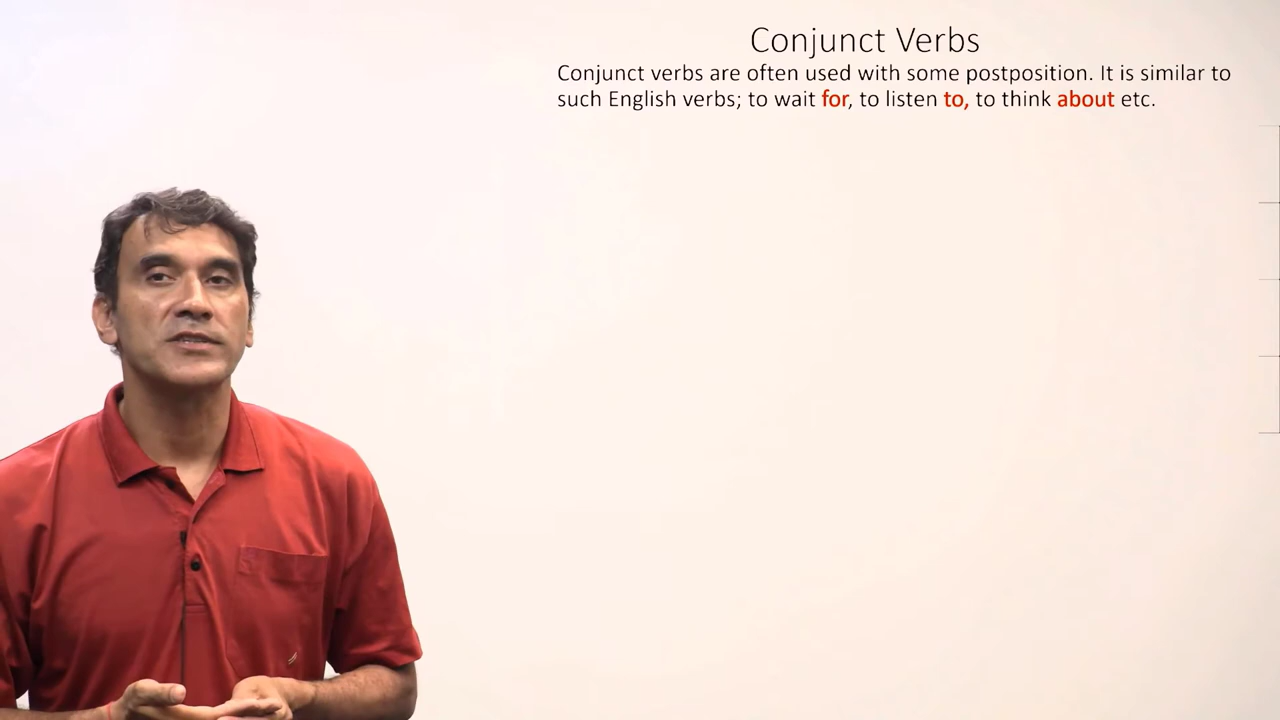 Conjunct Verbs
Conjunct verbs are often used with some postposition. It is similar to
such English verbs; to wait for, to listen to, to think about etc.